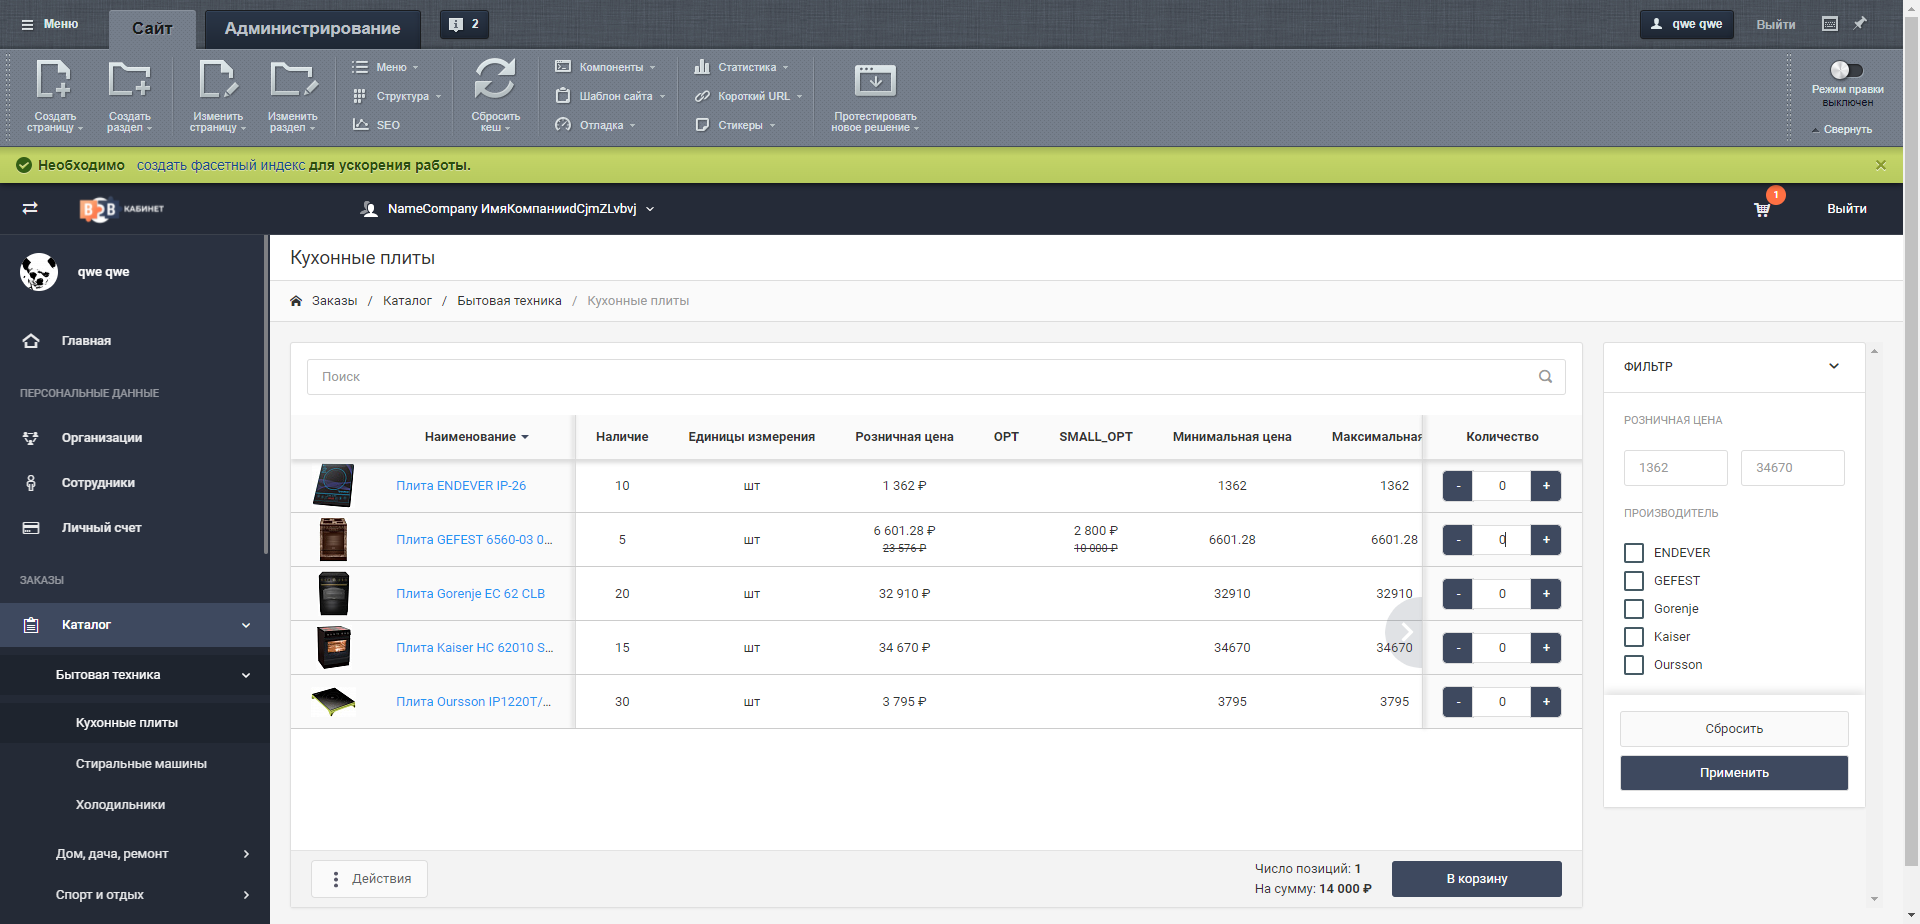 Меню
Сайт
Администрирование
2
qwe qwe
Выйти
Создать страницу
Создать раздел
Изменить страницу
Изменить раздел
Меню
Структура
SEO
Сбросить кеш
Компоненты
Шаблон сайта
Отладка
Статистика
Короткий URL
Стикеры
Протестировать новое решение
Режим правки
выключен
Свернуть
Необходимо создать фасетный индекс для ускорения работы.
B2B КАБИНЕТ
NameCompany ИмяКомпанииdCjmZLvbvj
1
Выйти
qwe qwe
Главная
ПЕРСОНАЛЬНЫЕ ДАННЫЕ
Организации
Сотрудники
Личный счет
ЗАКАЗЫ
Каталог
Бытовая техника
Кухонные плиты
Стиральные машины
Холодильники
Дом, дача, ремонт
Спорт и отдых
Кухонные плиты
Заказы / Каталог / Бытовая техника / Кухонные плиты
Поиск
Наименование Наличие Единицы измерения Розничная цена ОРТ SMALL_OPT Минимальная цена Максимальная Количество
Плита ENDEVER IP-26 10 шт 1 362 ₽ 1362 1362 - 0 +
Плита GEFEST 6560-03 0... 5 шт 6 601.28 ₽ 23 576 ₽ 2 800 ₽ 10 000 ₽ 6601.28 6601.28 - 0 +
Плита Gorenje EC 62 CLB 20 шт 32 910 ₽ 32910 32910 - 0 +
Плита Kaiser HC 62010 S... 15 шт 34 670 ₽ 34670 34670 - 0 +
Плита Oursson IP1220T/... 30 шт 3 795 ₽ 3795 3795 - 0 +
Действия
Число позиций: 1
На сумму: 14 000 ₽
В корзину
ФИЛЬТР
РОЗНИЧНАЯ ЦЕНА
1362 34670
ПРОИЗВОДИТЕЛЬ
ENDEVER
GEFEST
Gorenje
Kaiser
Oursson
Сбросить
Применить